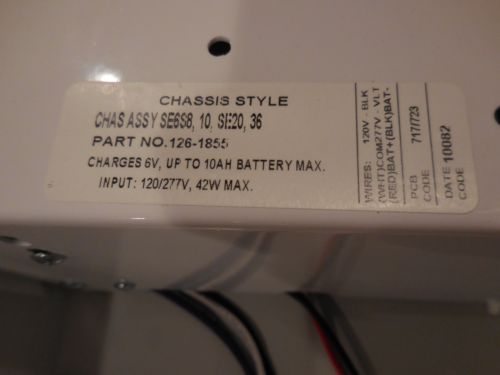 CHASSIS STYLE
CHAS ASSY SE6S8, 10, SE20, 36
PART NO.126-1855
CHARGES 6V, UP TO 10AH BATTERY MAX.
INPUT: 120/277V, 42W MAX.
WIRES: 120V - BLK
(WHT)COM277V - VLT
(RED)BAT+(BLK)BAT-
PCB 717/723
CODE
DATE 10082
CODE